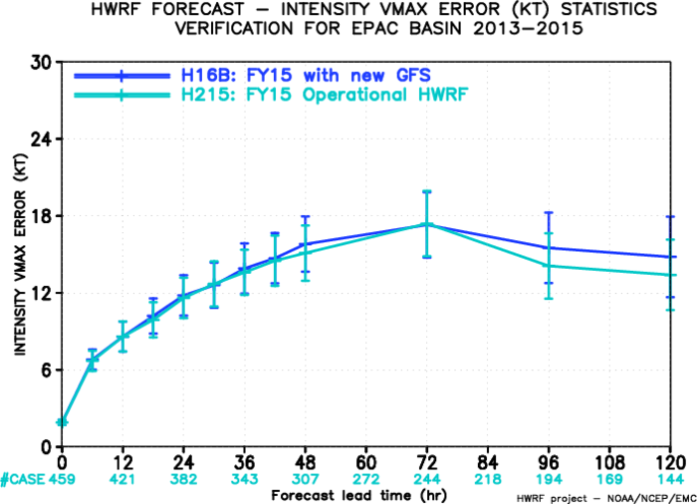 HWRF FORECAST – INTENSITY VMAX ERROR (KT) STATISTICS
VERIFICATION FOR EPAC BASIN 2013–2015
H16B: FY15 with new GFS
H215: FY15 Operational HWRF
INTENSITY VMAX ERROR (KT)
30
24
18
12
6
0
0 12 24 36 48 60 72 84 96 108 120
#CASE 459 421 382 343 307 272 244 218 194 169 144
Forecast lead time (hr)
HWRF project – NOAA/NCEP/EMC